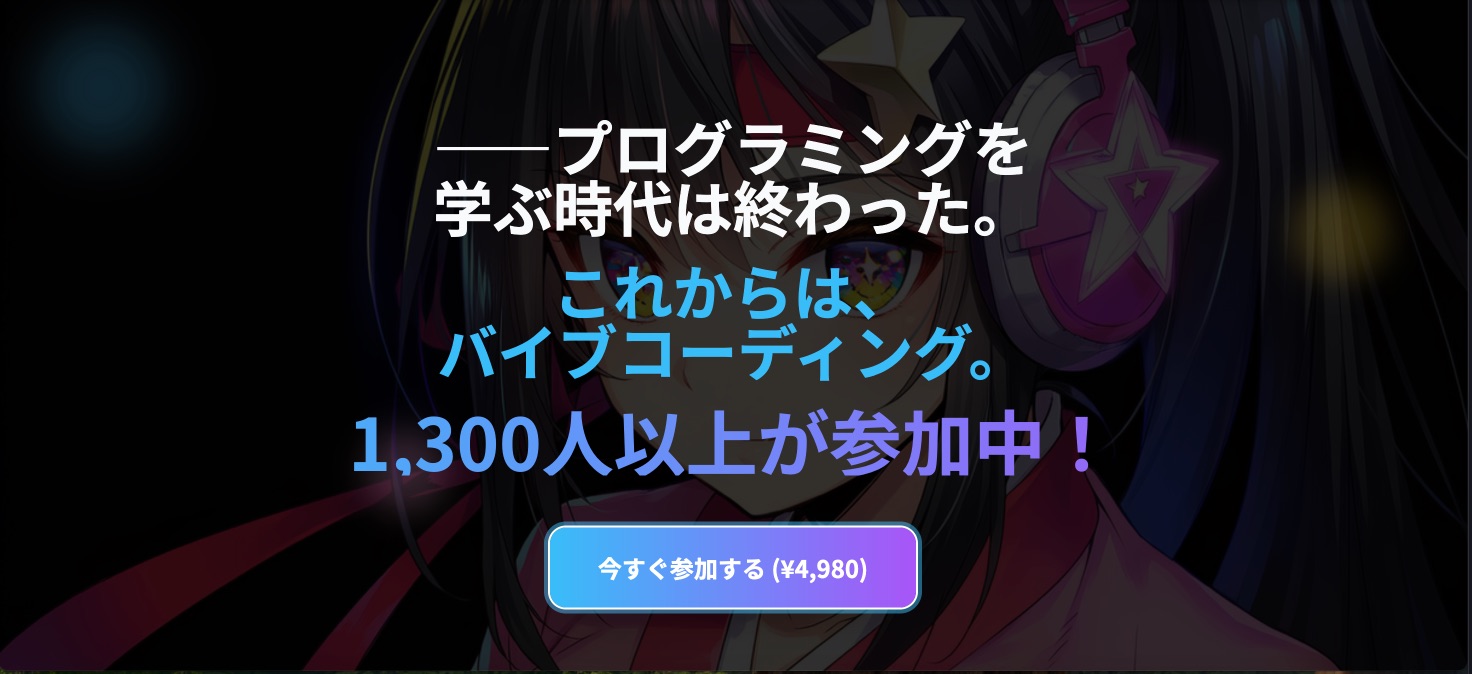 ——プログラミングを
学ぶ時代は終わった。
これからは、
バイブコーディング。
1,300人以上が参加中！
今すぐ参加する (¥4,980)